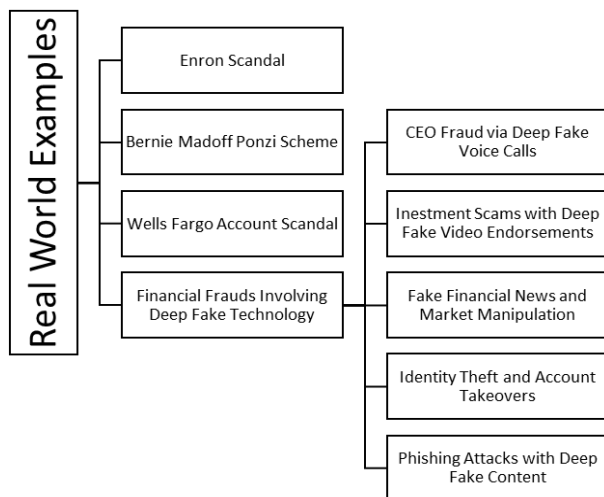 Real World Examples
Enron Scandal
Bernie Madoff Ponzi Scheme
Wells Fargo Account Scandal
Financial Frauds Involving
Deep Fake Technology
CEO Fraud via Deep Fake
Voice Calls
Inestment Scams with Deep
Fake Video Endorsements
Fake Financial News and
Market Manipulation
Identity Theft and Account
Takeovers
Phishing Attacks with Deep
Fake Content